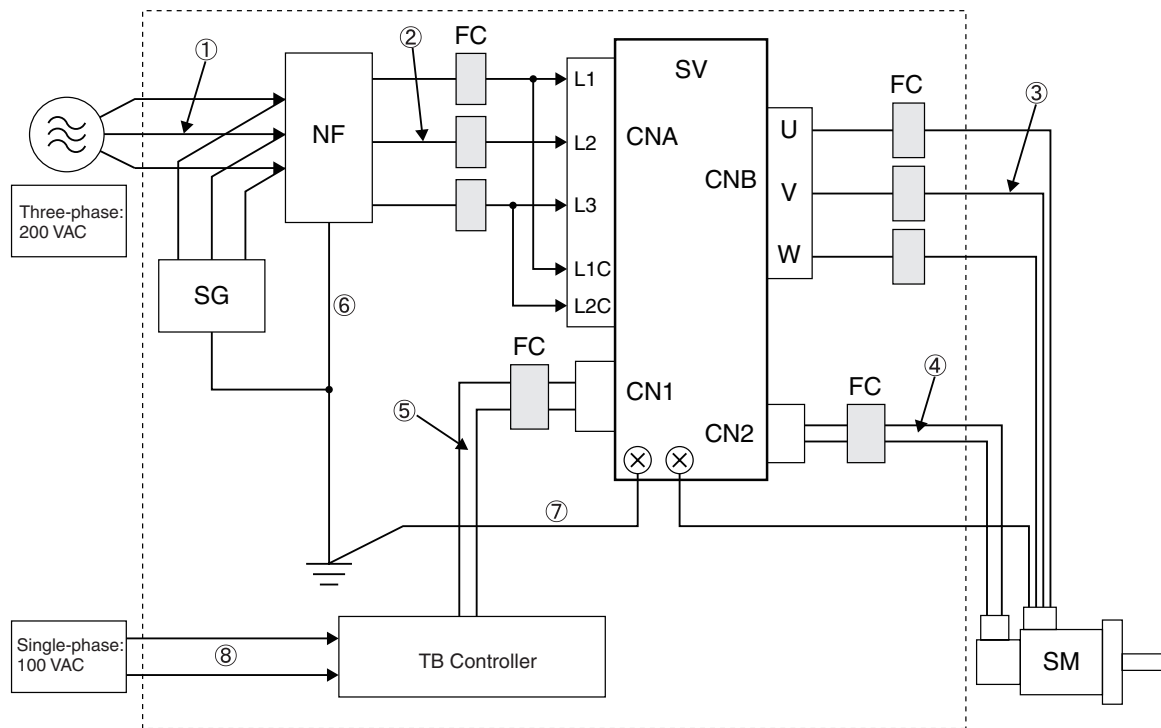 ①
②
FC
SV
FC
③
L1
NF
L2
CNA
U
CNB
V
L3
W
Three-phase:
200 VAC
L1C
SG
⑥
L2C
FC
CN1
⑤
FC
④
CN2
⑦
Single-phase:
100 VAC
⑧
TB Controller
SM